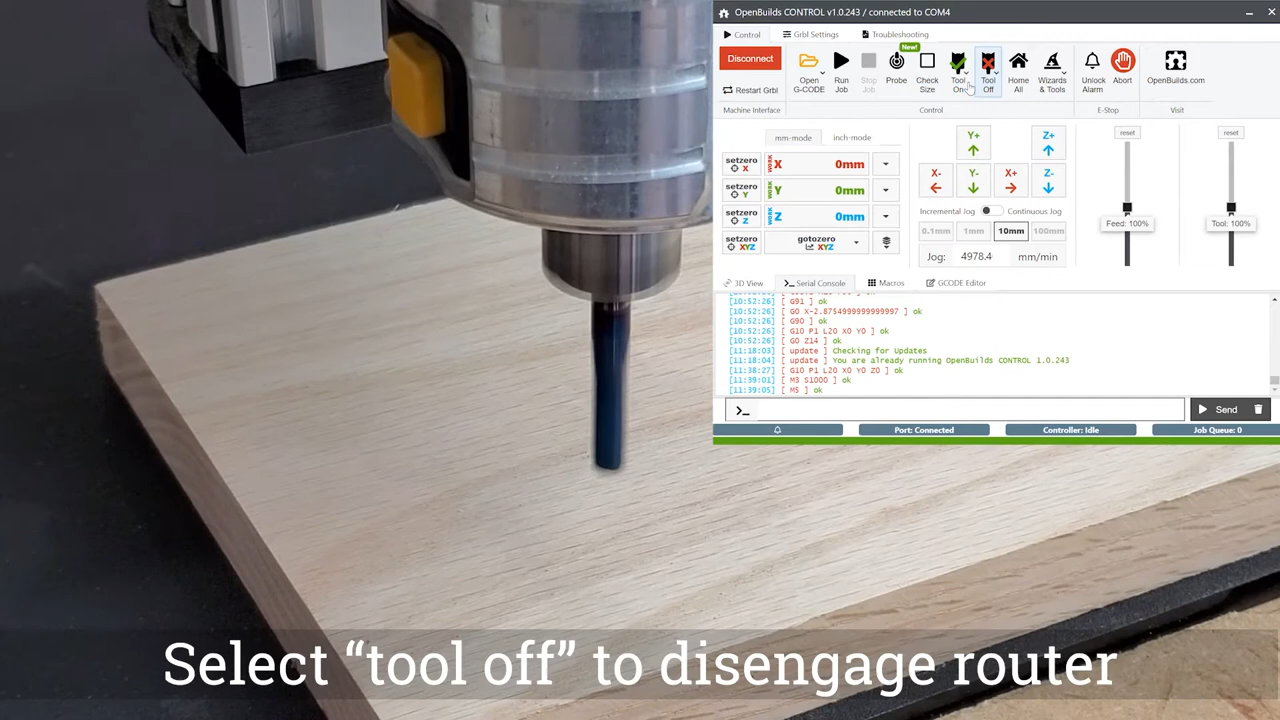 OpenBuilds CONTROL v1.0.243 / connected to COM4
Control
Grbl Settings
Troubleshooting
Disconnect
Restart Grbl
Machine Interface
Open G-CODE
Run Job
Stop Job
New!
Probe
Check Size
Tool On
Tool Off
Home All
Wizards & Tools
Control
Unlock Alarm
Abort
E-Stop
OpenBuilds.com
Visit
mm-mode
inch-mode
setzero X
WORK X 0mm
setzero Y
WORK Y 0mm
setzero Z
WORK Z 0mm
setzero XYZ
gotozero XYZ
Y+
Z+
X-
Y-
X+
Z-
Incremental Jog
Continuous Jog
0.1mm
1mm
10mm
100mm
Jog: 4978.4 mm/min
reset
Feed: 100%
reset
Tool: 100%
3D View
Serial Console
Macros
GCODE Editor
[10:52:26] [ G91 ] ok
[10:52:26] [ G0 X-2.8754999999999997 ] ok
[10:52:26] [ G90 ] ok
[10:52:26] [ G10 P1 L20 X0 Y0 ] ok
[10:52:26] [ G0 Z14 ] ok
[11:18:03] [ update ] Checking for Updates
[11:18:04] [ update ] You are already running OpenBuilds CONTROL 1.0.243
[11:38:27] [ G10 P1 L20 X0 Y0 Z0 ] ok
[11:39:01] [ M3 S1000 ] ok
[11:39:05] [ M5 ] ok
>_
Send
Port: Connected
Controller: Idle
Job Queue: 0
Select “tool off” to disengage router